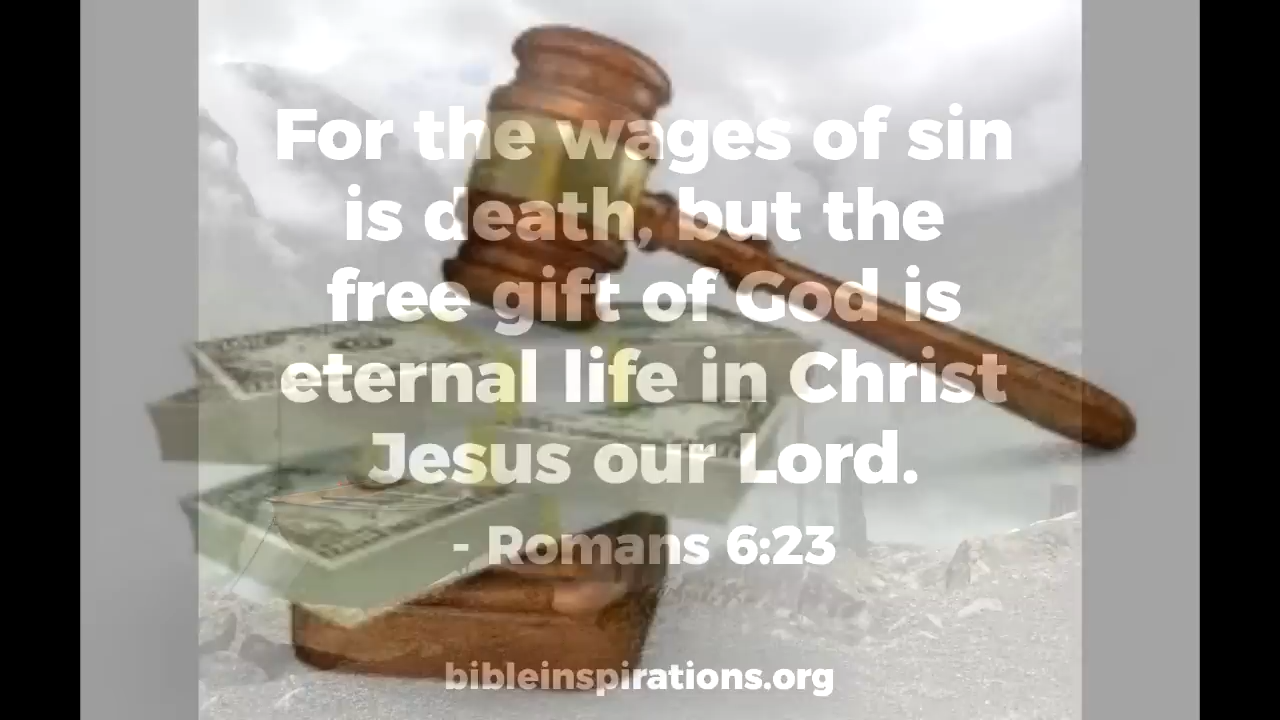 For the wages of sin
is death, but the
free gift of God is
eternal life in Christ
Jesus our Lord.
- Romans 6:23
bibleinspirations.org